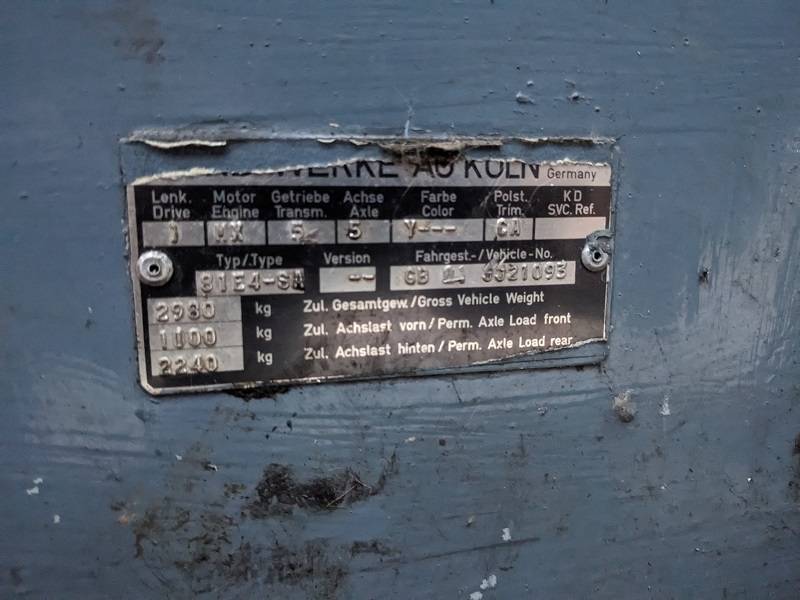 WERKE AG KÖLN Germany
Lenk. Drive Motor Engine Getriebe Transm. Achse Axle Farbe Color Polst. Trim. KD SVC. Ref.
1 5 5 Y--- CA
Typ/.Type Version Fahrgest.-/Vehicle-No.
81E4-SA -- GB
2980 kg Zul. Gesamtgew./Gross Vehicle Weight
1100 kg Zul. Achslast vorn/Perm. Axle Load front
2240 kg Zul. Achslast hinten/Perm. Axle Load rear